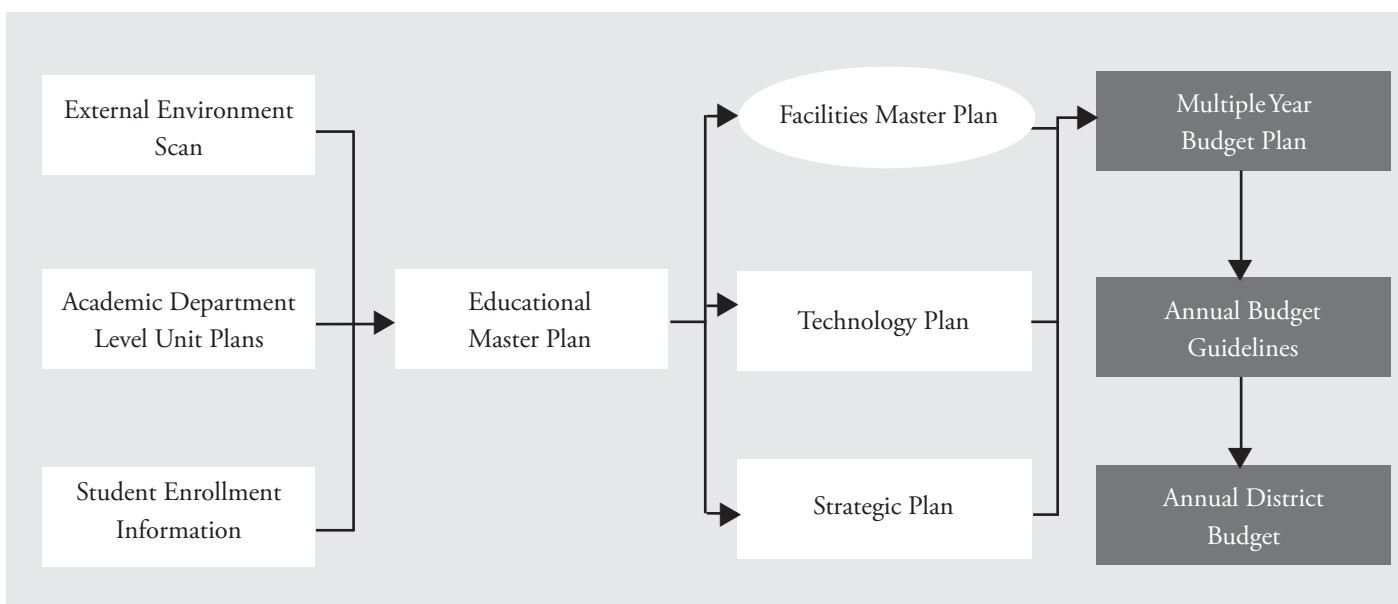 External Environment
Scan
Academic Department
Level Unit Plans
Student Enrollment
Information
Educational
Master Plan
Facilities Master Plan
Technology Plan
Strategic Plan
Multiple Year
Budget Plan
Annual Budget
Guidelines
Annual District
Budget